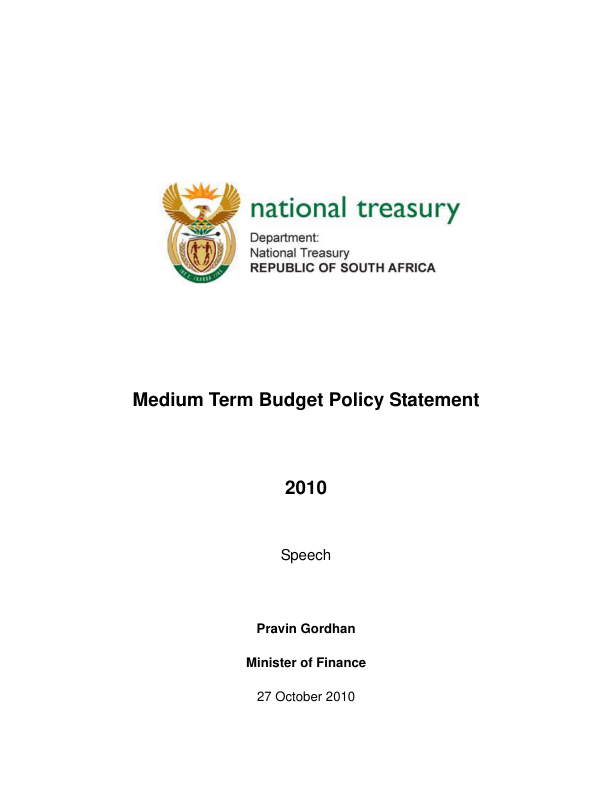 national treasury
Department:
National Treasury
REPUBLIC OF SOUTH AFRICA
Medium Term Budget Policy Statement
2010
Speech
Pravin Gordhan
Minister of Finance
27 October 2010